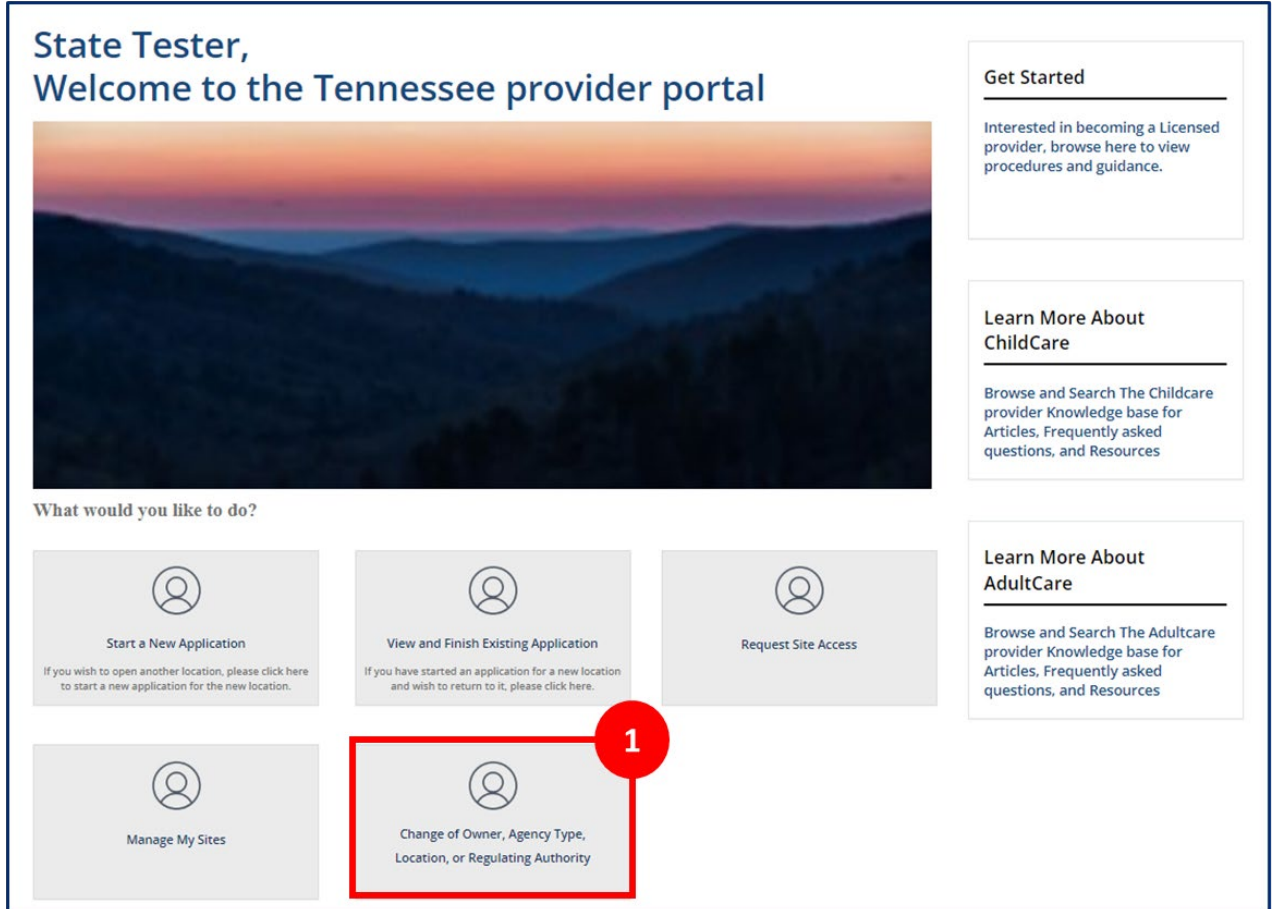 State Tester,
Welcome to the Tennessee provider portal
What would you like to do?
Start a New Application
If you wish to open another location, please click here
to start a new application for the new location.
View and Finish Existing Application
If you have started an application for a new location
and wish to return to it, please click here.
Request Site Access
Manage My Sites
1
Change of Owner, Agency Type,
Location, or Regulating Authority
Get Started
Interested in becoming a Licensed
provider, browse here to view
procedures and guidance.
Learn More About
ChildCare
Browse and Search The Childcare
provider Knowledge base for
Articles, Frequently asked
questions, and Resources
Learn More About
AdultCare
Browse and Search The Adultcare
provider Knowledge base for
Articles, Frequently asked
questions, and Resources